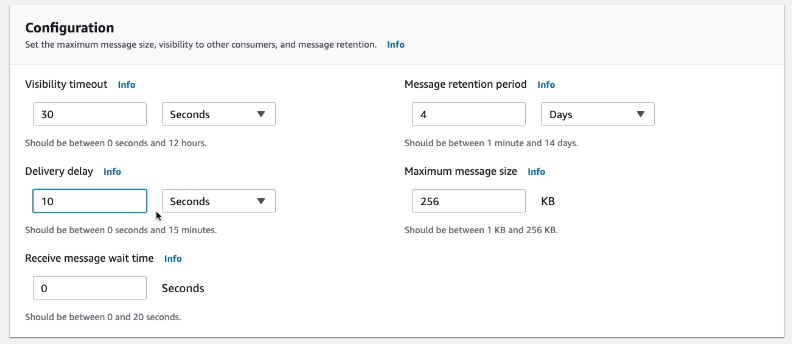 Configuration
Set the maximum message size, visibility to other consumers, and message retention. Info
Visibility timeout Info
30 Seconds
Should be between 0 seconds and 12 hours.
Message retention period Info
4 Days
Should be between 1 minute and 14 days.
Delivery delay Info
10 Seconds
Should be between 0 seconds and 15 minutes.
Maximum message size Info
256 KB
Should be between 1 KB and 256 KB.
Receive message wait time Info
0 Seconds
Should be between 0 and 20 seconds.